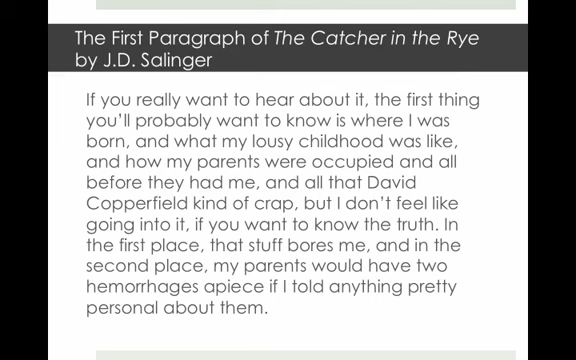 The First Paragraph of The Catcher in the Rye
by J.D. Salinger
If you really want to hear about it, the first thing
you'll probably want to know is where I was
born, and what my lousy childhood was like,
and how my parents were occupied and all
before they had me, and all that David
Copperfield kind of crap, but I don't feel like
going into it, if you want to know the truth. In
the first place, that stuff bores me, and in the
second place, my parents would have two
hemorrhages apiece if I told anything pretty
personal about them.